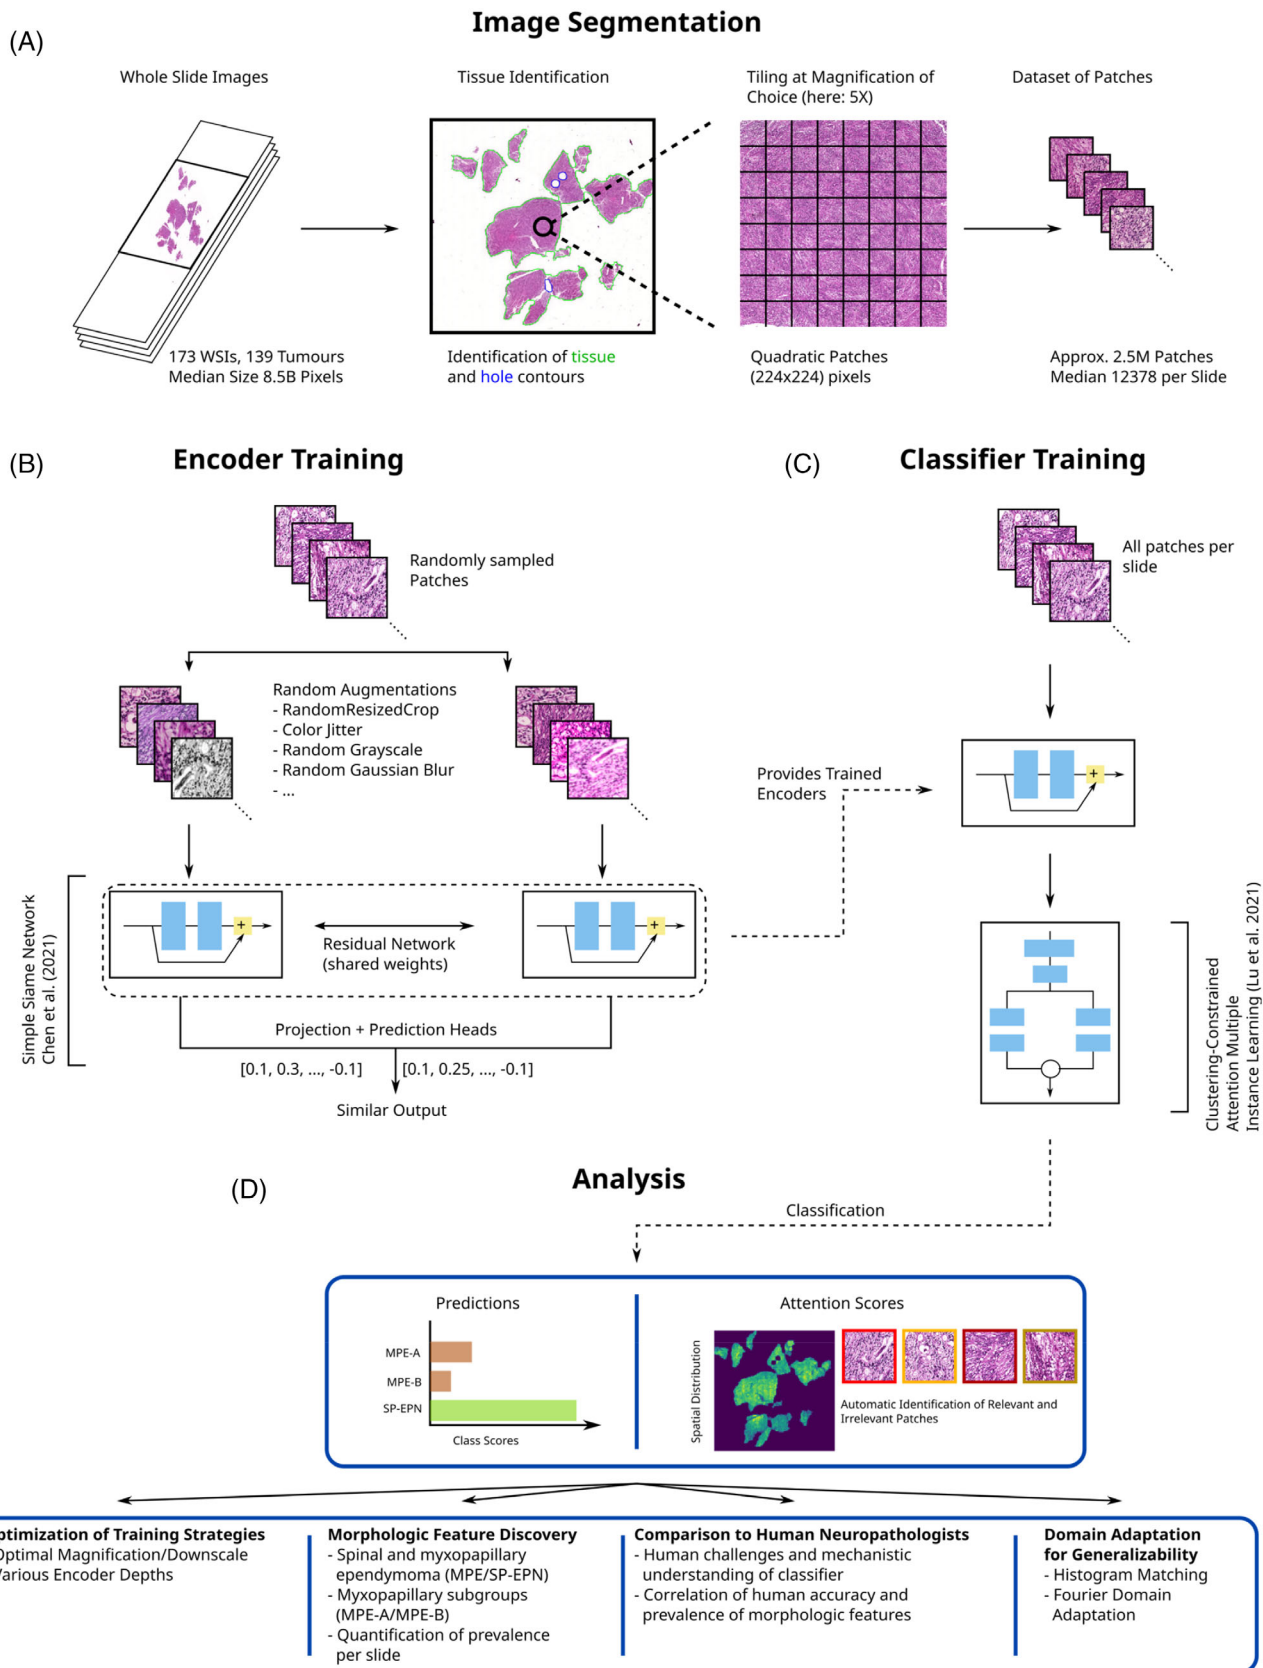 Image Segmentation
(A)
Whole Slide Images
Tissue Identification
Tiling at Magnification of
Choice (here: 5X)
Dataset of Patches
173 WSIs, 139 Tumours
Median Size 8.5B Pixels
Identification of tissue
and hole contours
Quadratic Patches
(224x224) pixels
Approx. 2.5M Patches
Median 12378 per Slide
(B)
Encoder Training
Randomly sampled
Patches
Random Augmentations
- RandomResizedCrop
- Color Jitter
- Random Grayscale
- Random Gaussian Blur
- ...
Simple Siame Network
Chen et al. (2021)
+
Residual Network
(shared weights)
+
Projection + Prediction Heads
[0.1, 0.3, ..., -0.1]
[0.1, 0.25, ..., -0.1]
Similar Output
(C)
Classifier Training
All patches per
slide
Provides Trained
Encoders
+
Clustering-Constrained
Attention Multiple
Instance Learning (Lu et al. 2021)
(D)
Analysis
Classification
Predictions
MPE-A
MPE-B
SP-EPN
Class Scores
Attention Scores
Spatial Distribution
Automatic Identification of Relevant and
Irrelevant Patches
ptimization of Training Strategies
Optimal Magnification/Downscale
Various Encoder Depths
Morphologic Feature Discovery
- Spinal and myxopapillary
ependymoma (MPE/SP-EPN)
- Myxopapillary subgroups
(MPE-A/MPE-B)
- Quantification of prevalence
per slide
Comparison to Human Neuropathologists
- Human challenges and mechanistic
understanding of classifier
- Correlation of human accuracy and
prevalence of morphologic features
Domain Adaptation
for Generalizability
- Histogram Matching
- Fourier Domain
Adaptation